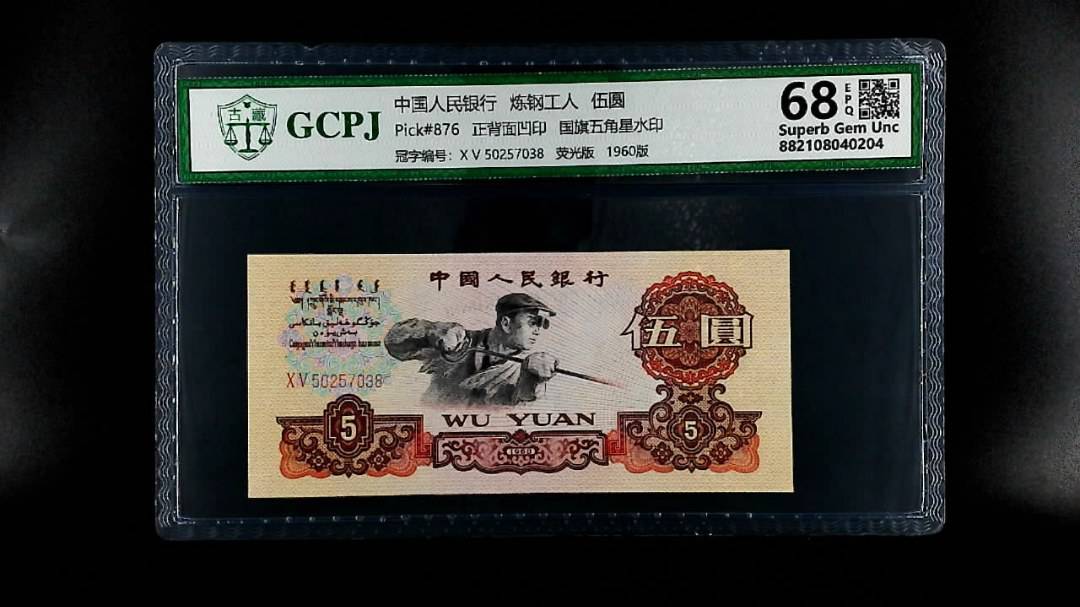 古 藏
GCPJ
中国人民银行 炼钢工人 伍圆
Pick#876 正背面凹印 国旗五角星水印
冠字编号: X V 50257038 荧光版 1960版
68 EPQ
Superb Gem Unc
882108040204
中國人民銀行
伍圓
X V 50257038
WU YUAN
5
1960
5